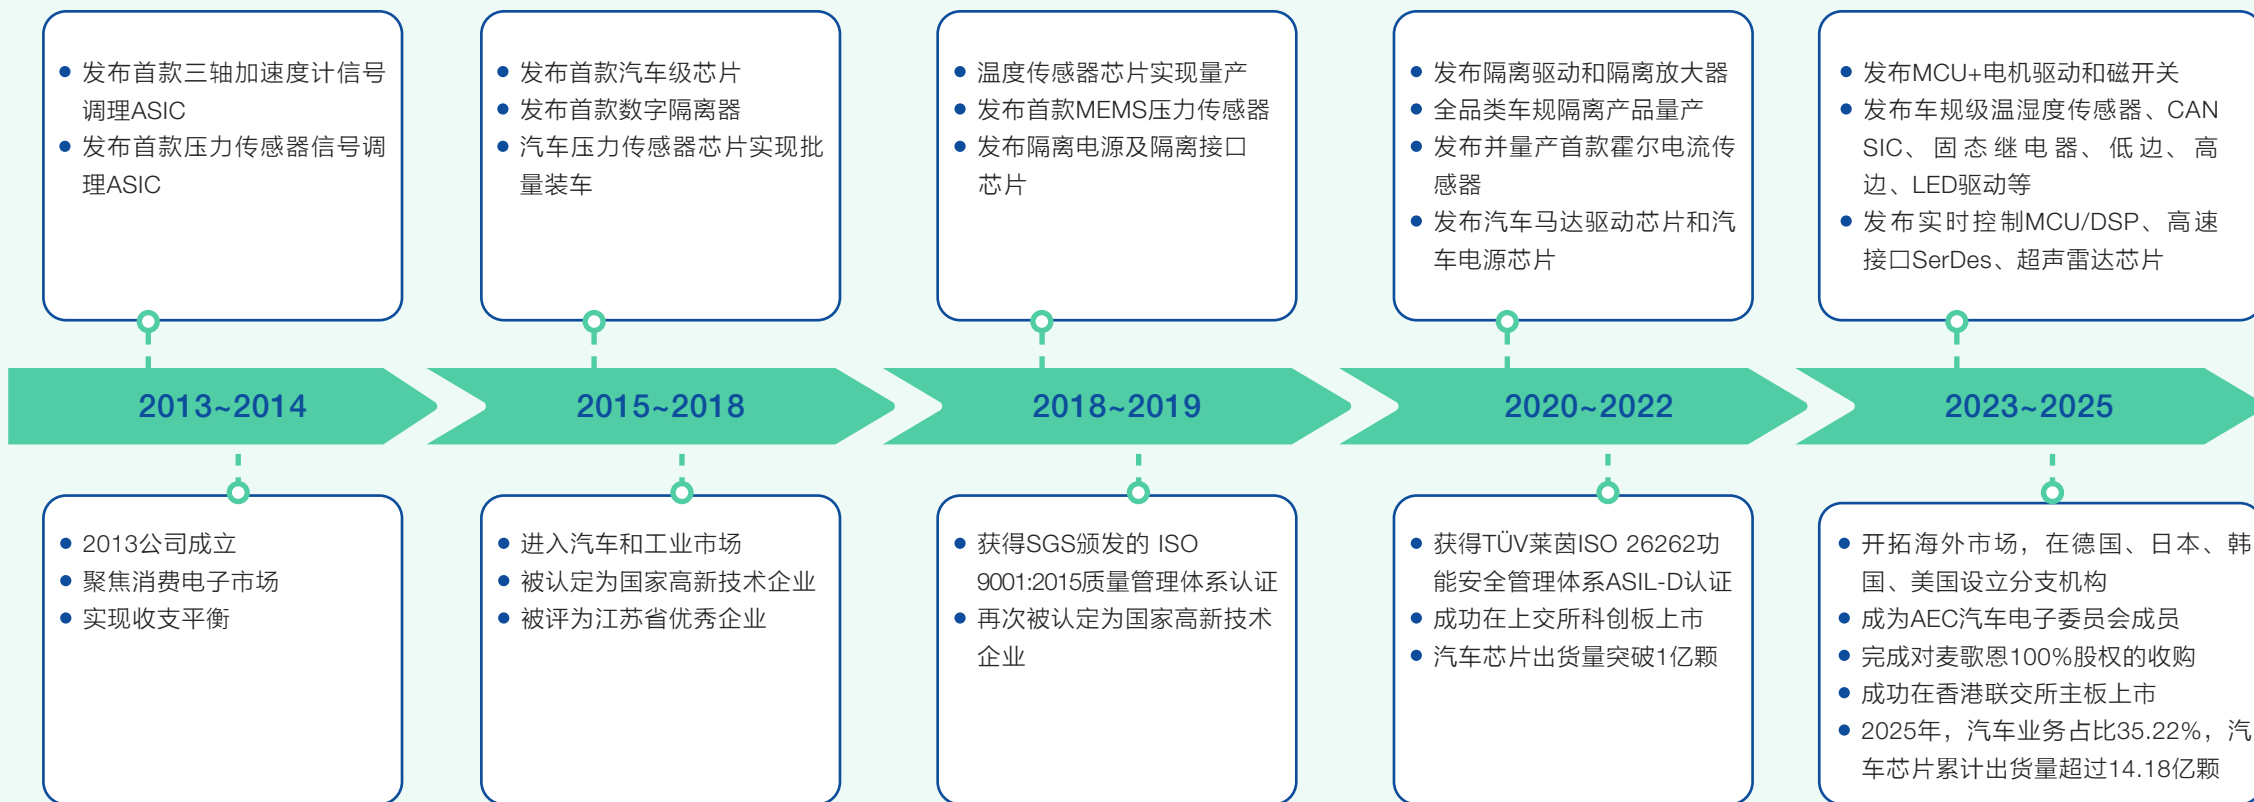 发布首款三轴加速度计信号
调理ASIC
发布首款压力传感器信号调
理ASIC
发布首款汽车级芯片
发布首款数字隔离器
汽车压力传感器芯片实现批
量装车
温度传感器芯片实现量产
发布首款MEMS压力传感器
发布隔离电源及隔离接口
芯片
发布隔离驱动和隔离放大器
全品类车规隔离产品量产
发布并量产首款霍尔电流传
感器
发布汽车马达驱动芯片和汽
车电源芯片
发布MCU+电机驱动和磁开关
发布车规级温湿度传感器、CAN
SIC、固态继电器、低边、高
边、LED驱动等
发布实时控制MCU/DSP、高速
接口SerDes、超声雷达芯片
2013~2014
2015~2018
2018~2019
2020~2022
2023~2025
2013公司成立
聚焦消费电子市场
实现收支平衡
进入汽车和工业市场
被认定为国家高新技术企业
被评为江苏省优秀企业
获得SGS颁发的 ISO
9001:2015质量管理体系认证
再次被认定为国家高新技术
企业
获得TÜV莱茵ISO 26262功
能安全管理体系ASIL-D认证
成功在上交所科创板上市
汽车芯片出货量突破1亿颗
开拓海外市场，在德国、日本、韩
国、美国设立分支机构
成为AEC汽车电子委员会成员
完成对麦歌恩100%股权的收购
成功在香港联交所主板上市
2025年，汽车业务占比35.22%，汽
车芯片累计出货量超过14.18亿颗